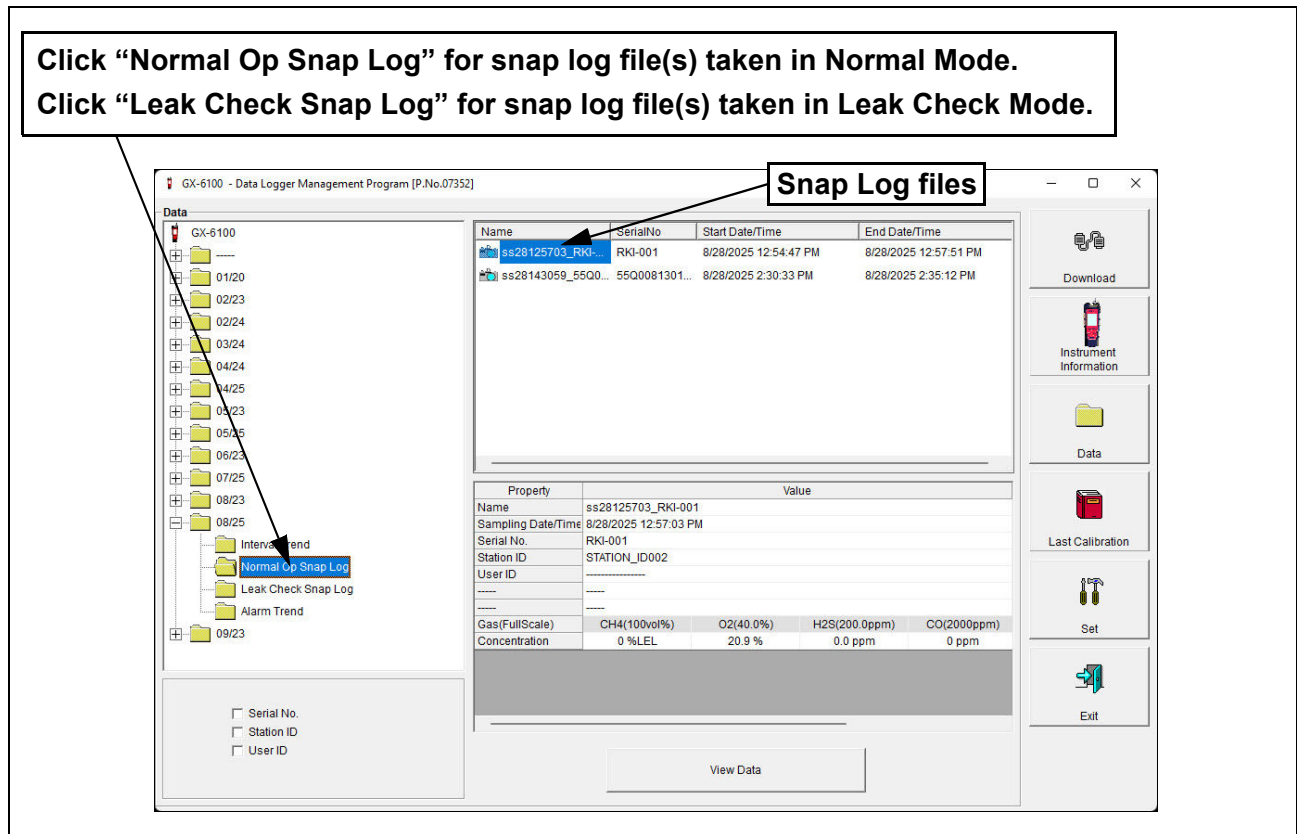 Click “Normal Op Snap Log” for snap log file(s) taken in Normal Mode.
Click “Leak Check Snap Log” for snap log file(s) taken in Leak Check Mode.
GX-6100 - Data Logger Management Program [P.No.07352]
Snap Log files
Data
GX-6100
-----
01/20
02/23
02/24
03/24
04/24
04/25
05/23
05/25
06/23
07/25
08/23
08/25
Interval Trend
Normal Op Snap Log
Leak Check Snap Log
Alarm Trend
09/23
Serial No.
Station ID
User ID
Name SerialNo Start Date/Time End Date/Time
ss28125703_RKI-... RKI-001 8/28/2025 12:54:47 PM 8/28/2025 12:57:51 PM
ss28143059_55Q0... 55Q0081301... 8/28/2025 2:30:33 PM 8/28/2025 2:35:12 PM
Property Value
Name ss28125703_RKI-001
Sampling Date/Time 8/28/2025 12:57:03 PM
Serial No. RKI-001
Station ID STATION_ID002
User ID ----------------
----- -----
----- -----
Gas(FullScale) CH4(100vol%) O2(40.0%) H2S(200.0ppm) CO(2000ppm)
Concentration 0 %LEL 20.9 % 0.0 ppm 0 ppm
View Data
Download
Instrument
Information
Data
Last Calibration
Set
Exit